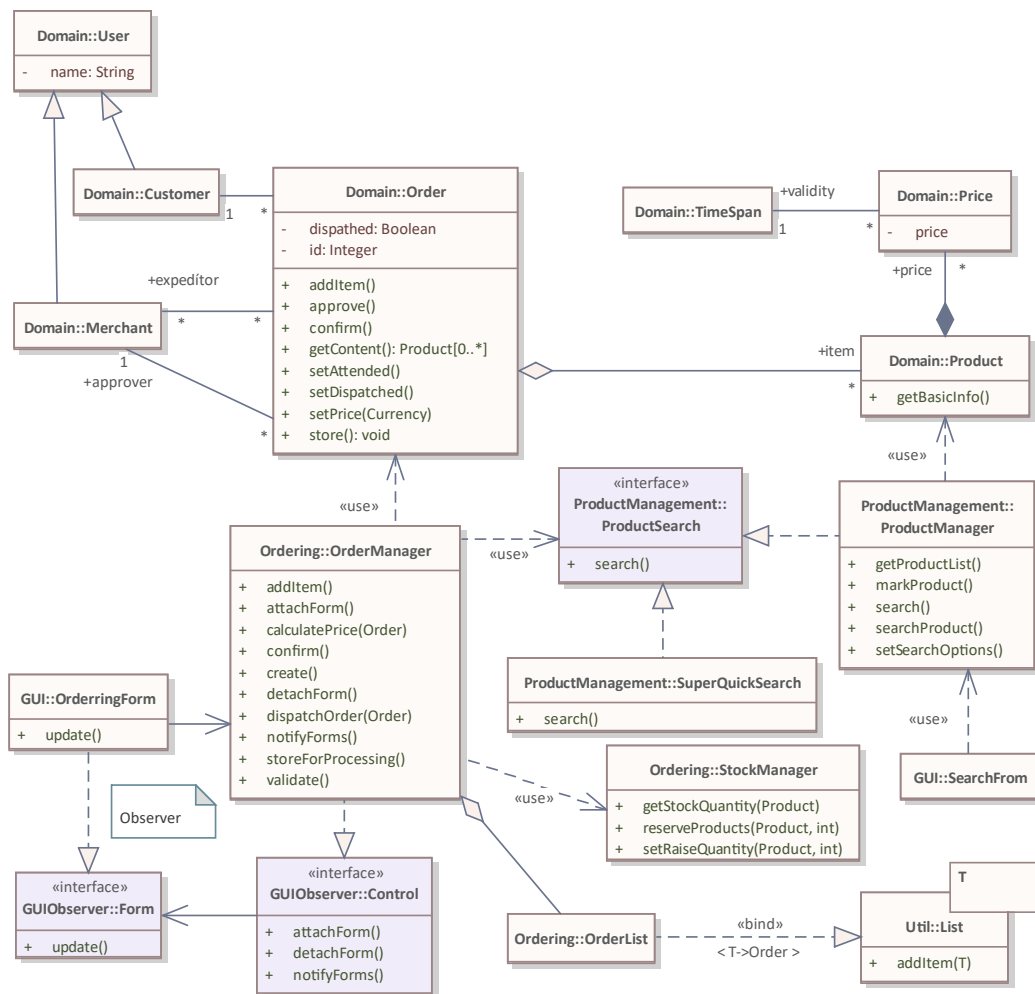 Domain::User
- name: String
Domain::Customer
1
*
Domain::Order
- dispathed: Boolean
- id: Integer
+ addItem()
+ approve()
+ confirm()
+ getContent(): Product[0..*]
+ setAttended()
+ setDispatched()
+ setPrice(Currency)
+ store(): void
Domain::TimeSpan
+validity
1
*
Domain::Price
- price
+price
*
+expedítor
*
*
Domain::Merchant
1
+approver
*
+item
*
Domain::Product
+ getBasicInfo()
«use»
«use»
«interface»
ProductManagement::
ProductSearch
+ search()
ProductManagement::
ProductManager
+ getProductList()
+ markProduct()
+ search()
+ searchProduct()
+ setSearchOptions()
Ordering::OrderManager
+ addItem()
+ attachForm()
+ calculatePrice(Order)
+ confirm()
+ create()
+ detachForm()
+ dispatchOrder(Order)
+ notifyForms()
+ storeForProcessing()
+ validate()
«use»
ProductManagement::SuperQuickSearch
+ search()
GUI::OrderringForm
+ update()
«use»
GUI::SearchFrom
Ordering::StockManager
+ getStockQuantity(Product)
+ reserveProducts(Product, int)
+ setRaiseQuantity(Product, int)
«use»
Observer
«interface»
GUIObserver::Form
+ update()
«interface»
GUIObserver::Control
+ attachForm()
+ detachForm()
+ notifyForms()
Ordering::OrderList
«bind»
< T->Order >
T
Util::List
+ addItem(T)